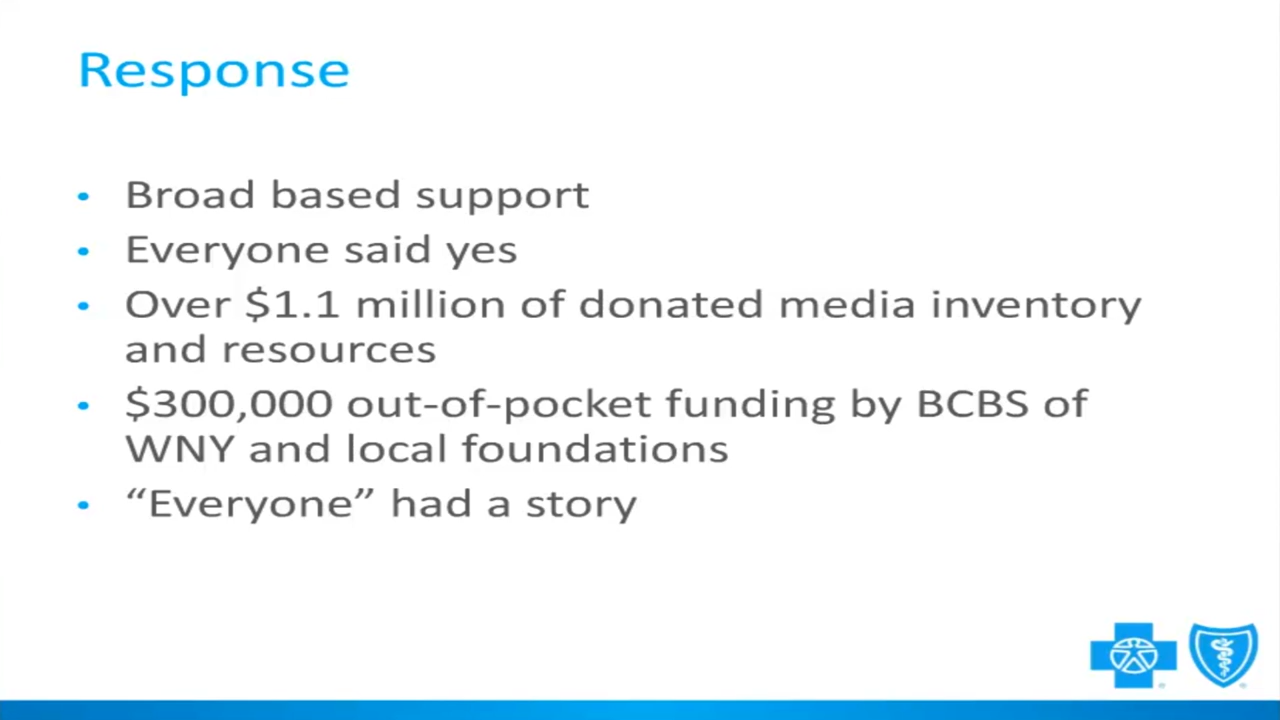 Response
• Broad based support
• Everyone said yes
• Over $1.1 million of donated media inventory
and resources
• $300,000 out-of-pocket funding by BCBS of
WNY and local foundations
• “Everyone” had a story